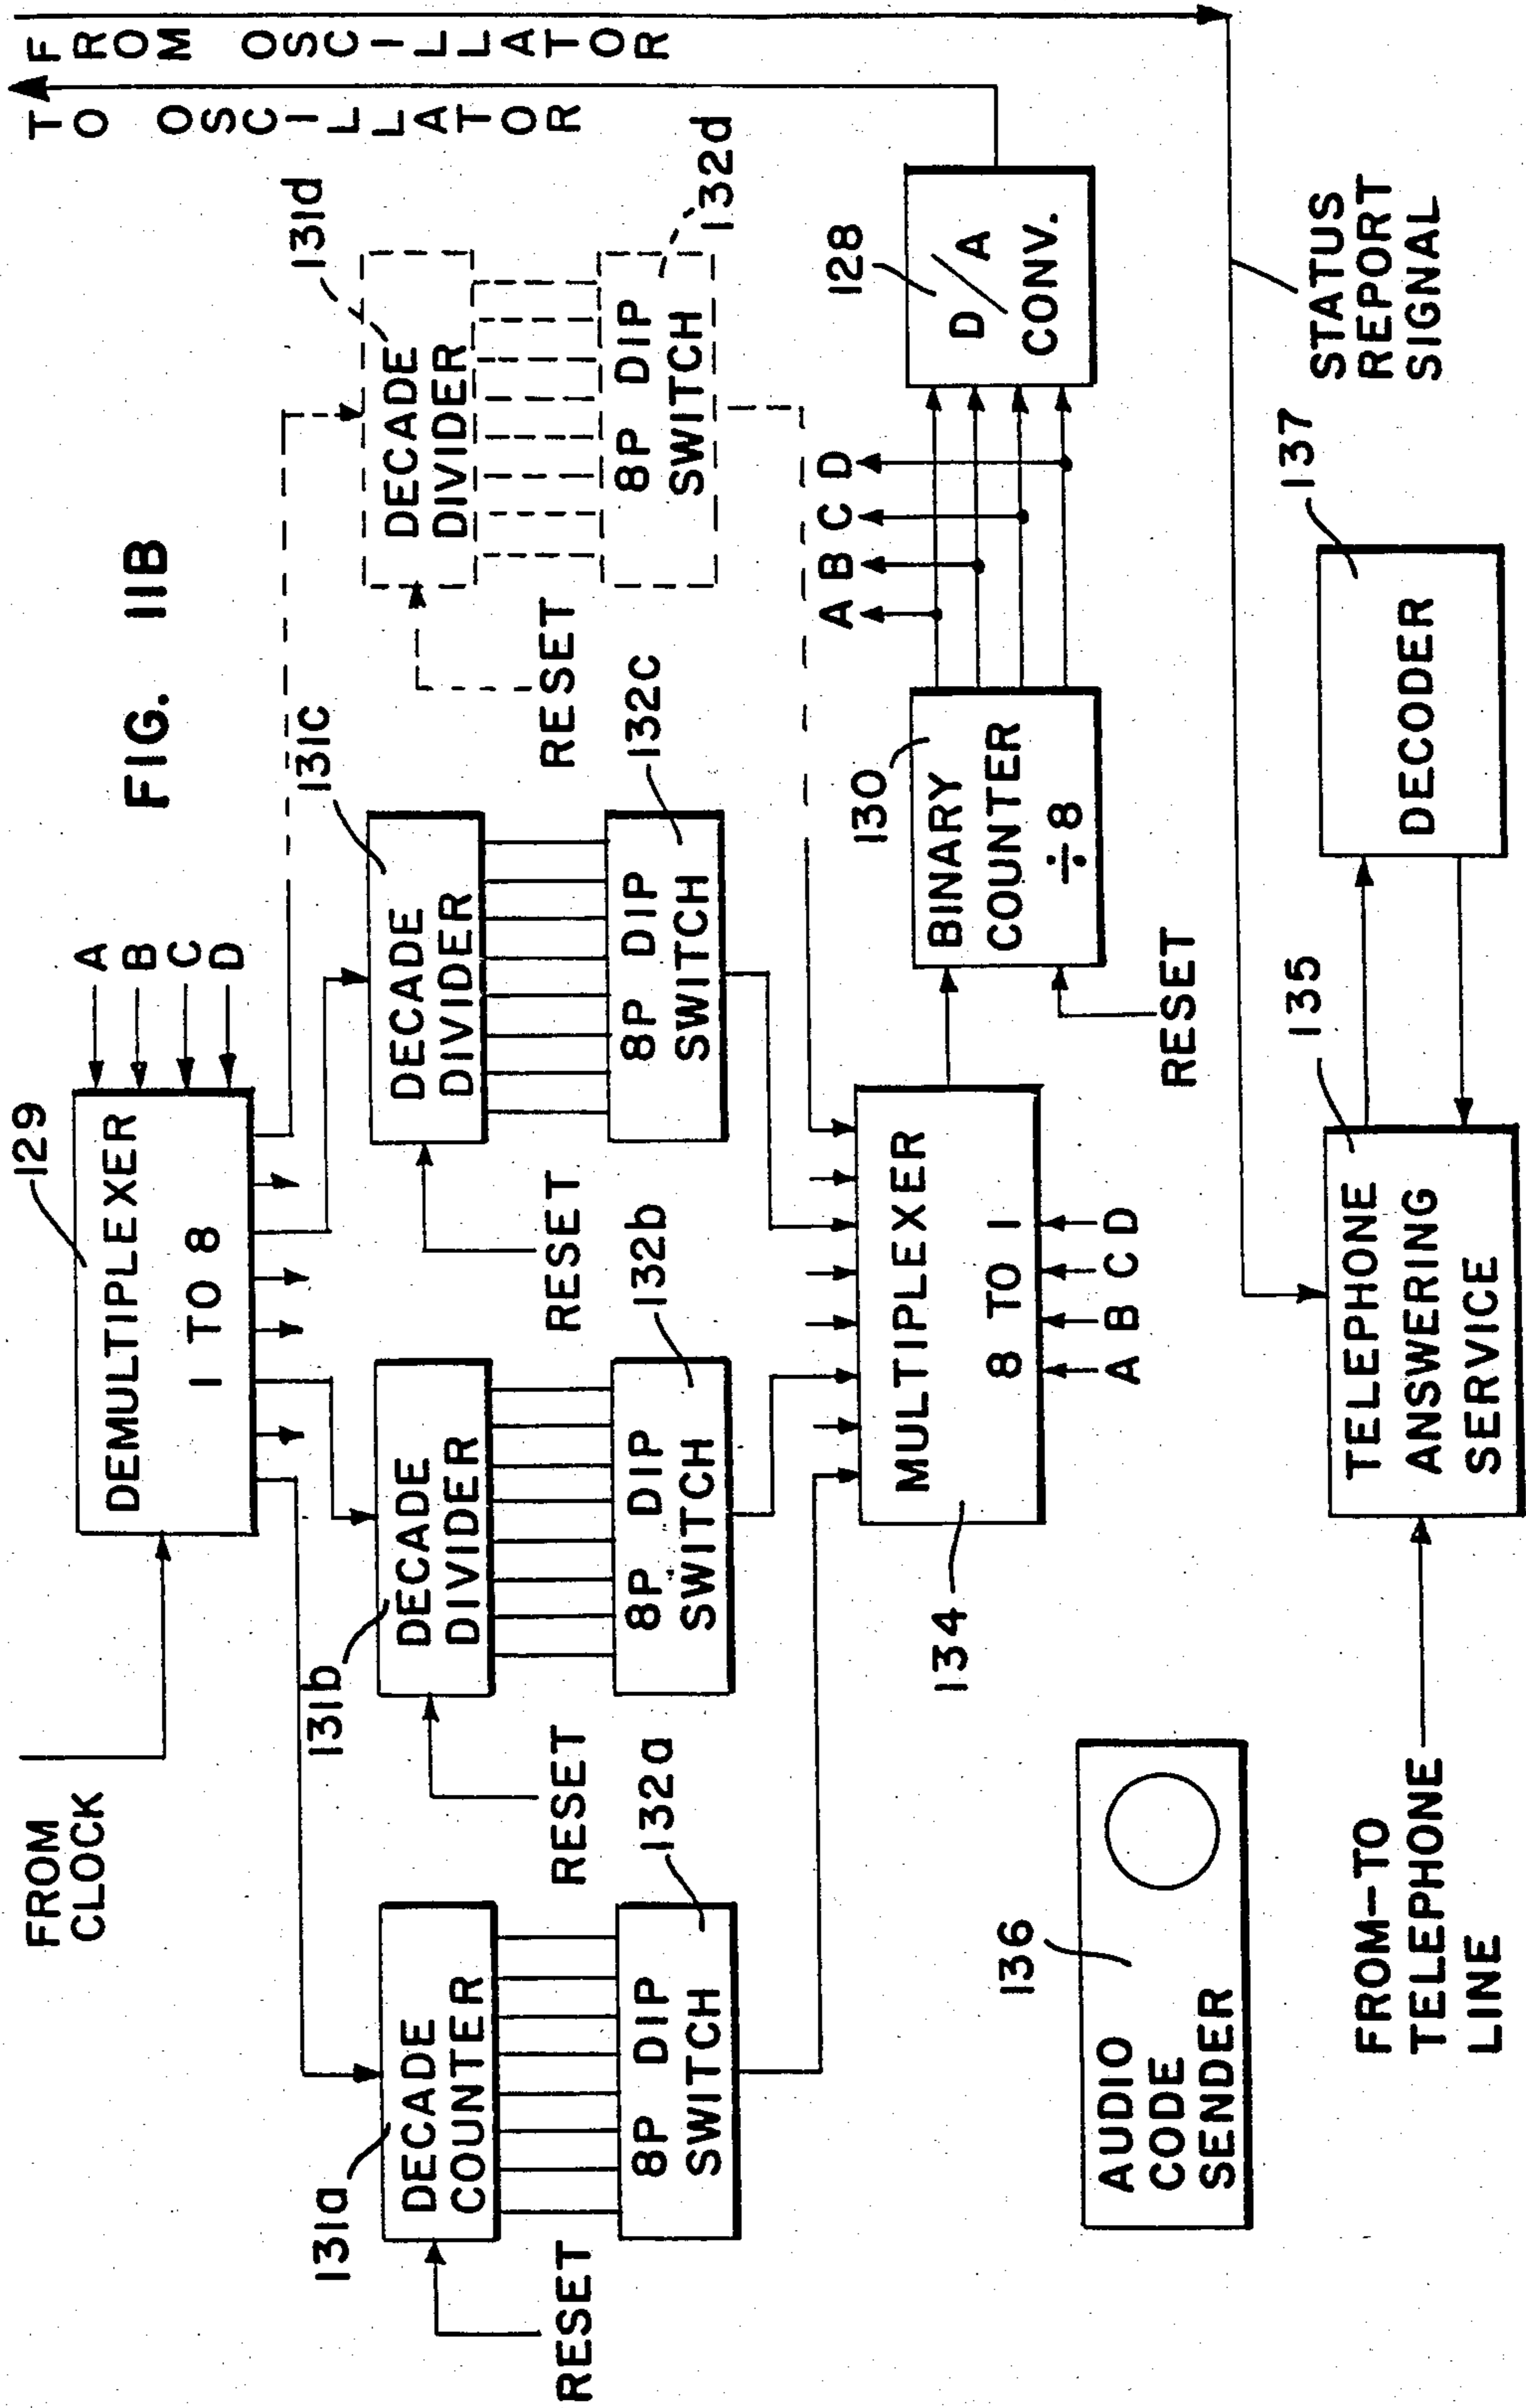 FIG. 11B
FROM
CLOCK
129
DEMULTIPLEXER
1 TO 8
A
B
C
D
FROM OSCILLATOR
TO OSCILLATOR
131a
DECADE
COUNTER
RESET
8P DIP
SWITCH
132a
131b
DECADE
DIVIDER
RESET
8P DIP
SWITCH
132b
131c
DECADE
DIVIDER
RESET
8P DIP
SWITCH
132c
131d
DECADE
DIVIDER
RESET
8P DIP
SWITCH
132d
134
MULTIPLEXER
8 TO 1
A B C D
130
BINARY
COUNTER
÷8
RESET
A B C D
128
D/A
CONV.
136
AUDIO
CODE
SENDER
FROM-TO
TELEPHONE
LINE
135
TELEPHONE
ANSWERING
SERVICE
137
DECODER
STATUS
REPORT
SIGNAL